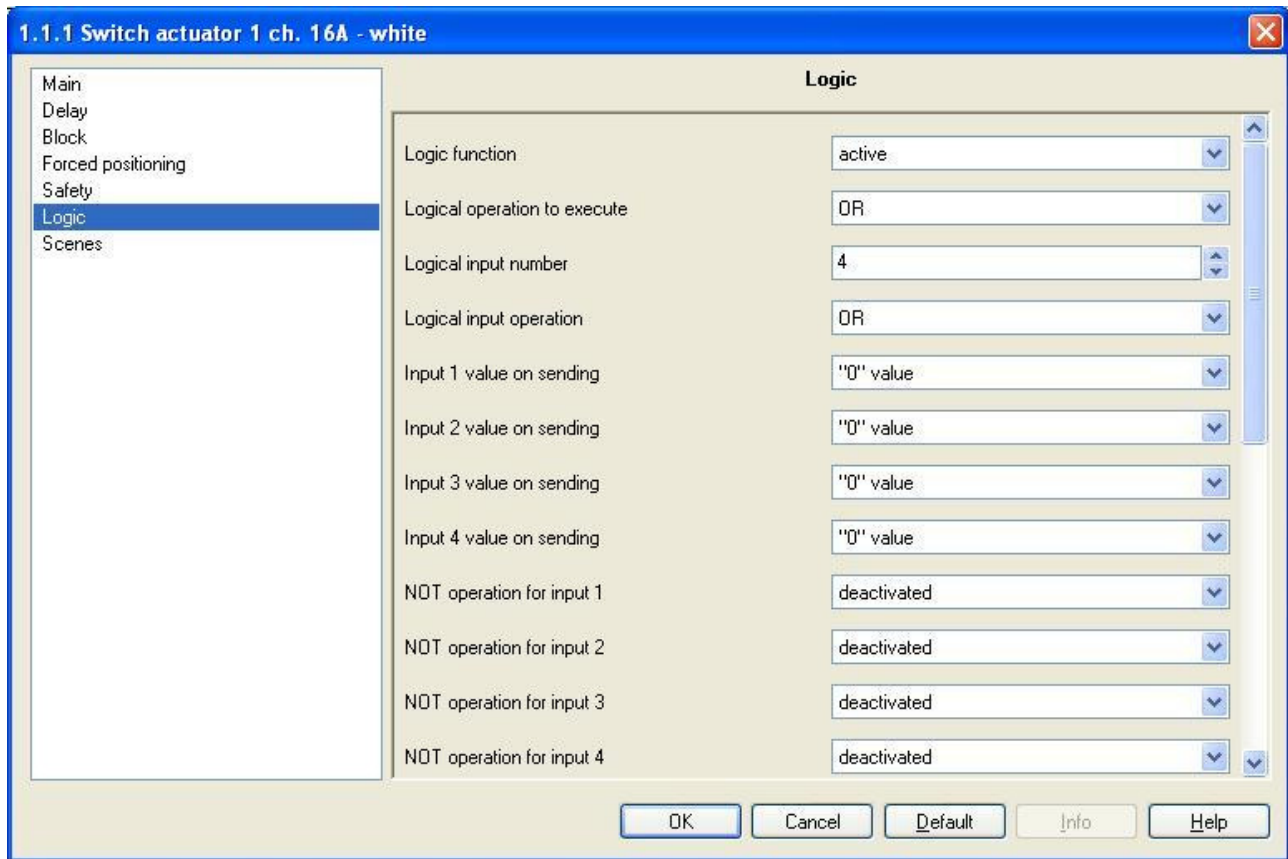 1.1.1 Switch actuator 1 ch. 16A - white
Main
Delay
Block
Forced positioning
Safety
Logic
Scenes
Logic
Logic function active
Logical operation to execute OR
Logical input number 4
Logical input operation OR
Input 1 value on sending "0" value
Input 2 value on sending "0" value
Input 3 value on sending "0" value
Input 4 value on sending "0" value
NOT operation for input 1 deactivated
NOT operation for input 2 deactivated
NOT operation for input 3 deactivated
NOT operation for input 4 deactivated
OK Cancel Default Info Help